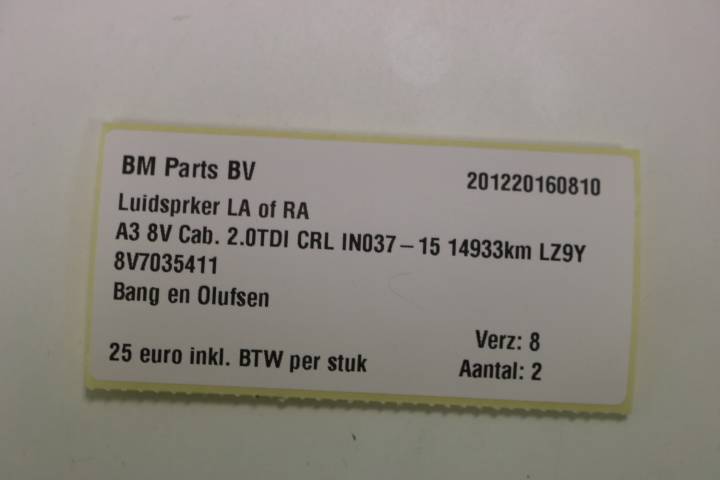 BM Parts BV 201220160810
Luidsprker LA of RA
A3 8V Cab. 2.0TDI CRL IN037 – 15 14933km LZ9Y
8V7035411
Bang en Olufsen
Verz: 8
25 euro inkl. BTW per stuk Aantal: 2